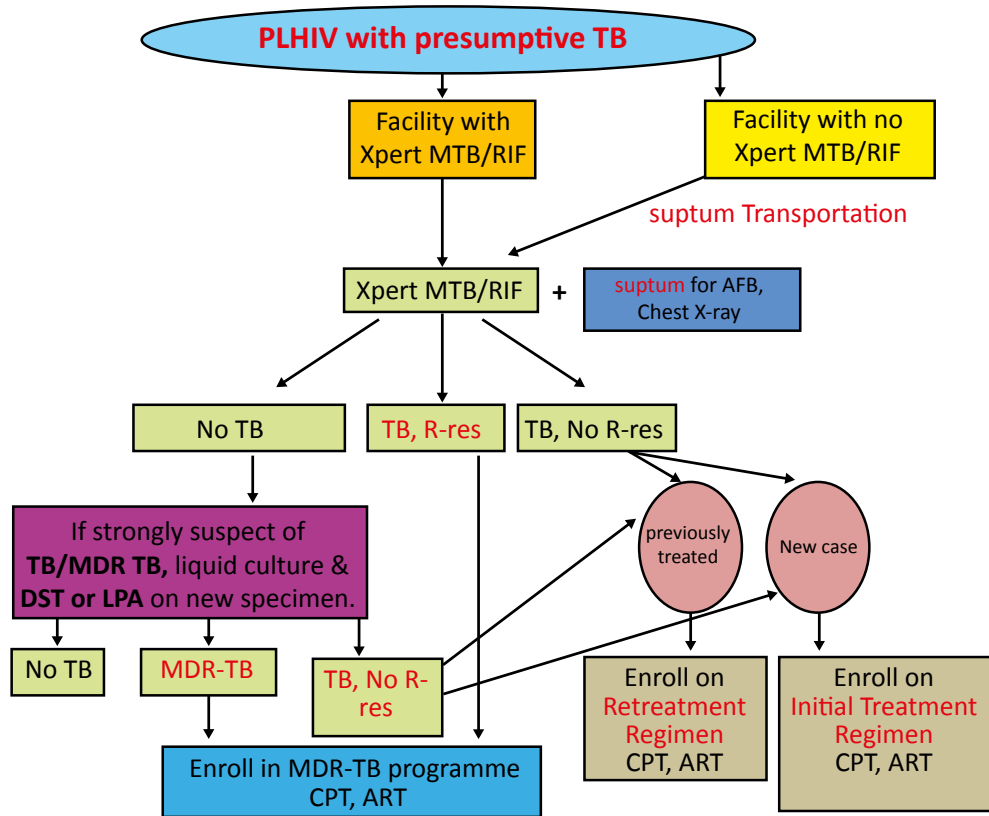 PLHIV with presumptive TB
Facility with
Xpert MTB/RIF
Facility with no
Xpert MTB/RIF
suptum Transportation
Xpert MTB/RIF
+
suptum for AFB,
Chest X-ray
No TB
TB, R-res
TB, No R-res
If strongly suspect of
TB/MDR TB, liquid culture &
DST or LPA on new specimen.
previously
treated
New case
No TB
MDR-TB
TB, No R-
res
Enroll on
Retreatment
Regimen
CPT, ART
Enroll on
Initial Treatment
Regimen
CPT, ART
Enroll in MDR-TB programme
CPT, ART